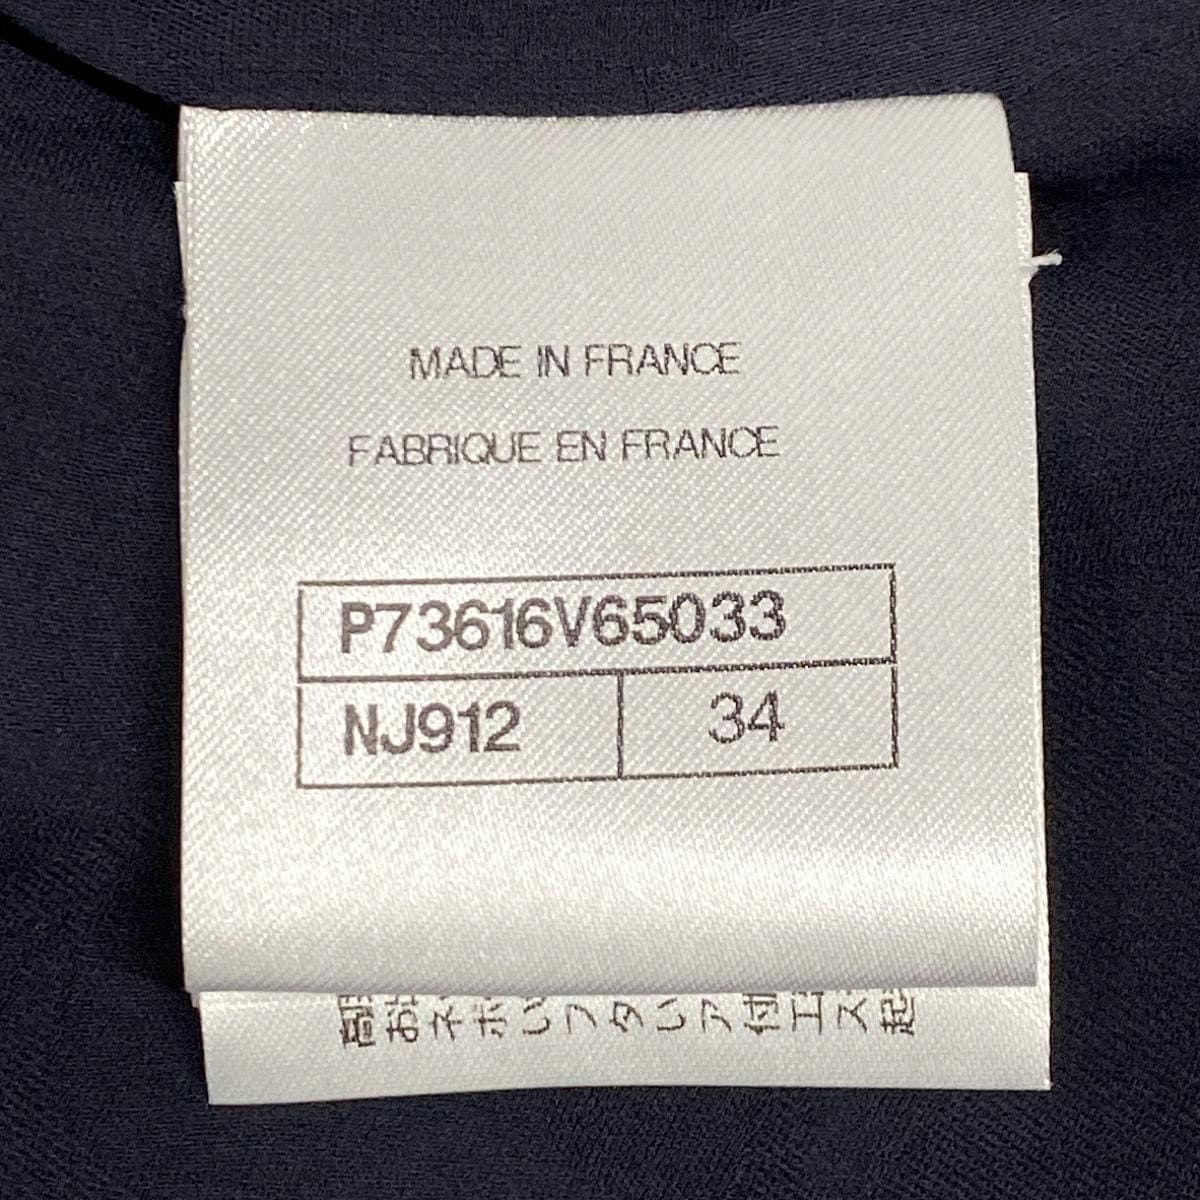 MADE IN FRANCE
FABRIQUE EN FRANCE
P73616V65033
NJ912 34